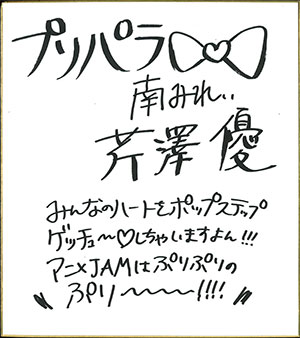 プリパラ
南みれぃ
芹澤 優
みんなのハートをポップステップ
ゲッチュ〜♡しちゃいますよん!!!
アニメJAMはぷりぷりの
ぷり〜〜〜!!!!